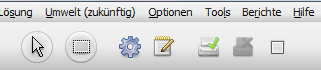 Lösung Umwelt (zukünftig) Optionen Tools Berichte Hilfe